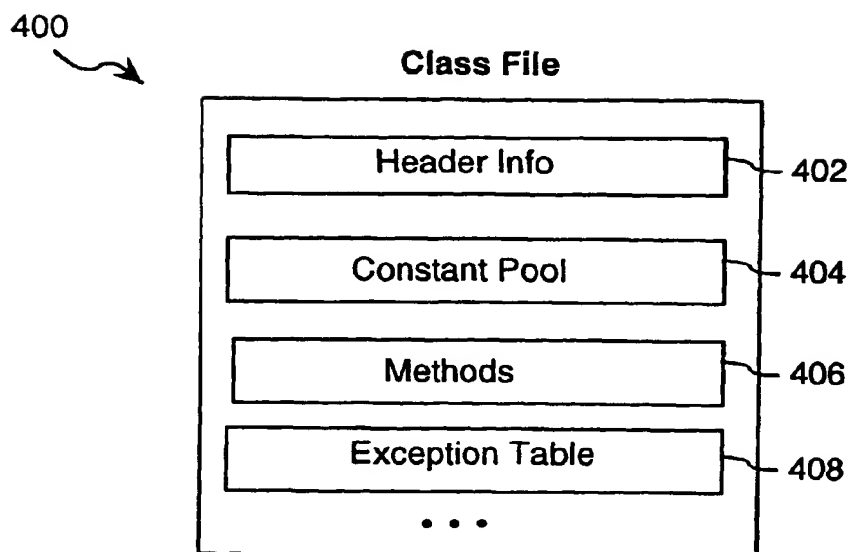 400
Class File
Header Info
402
Constant Pool
404
Methods
406
Exception Table
408
• • •